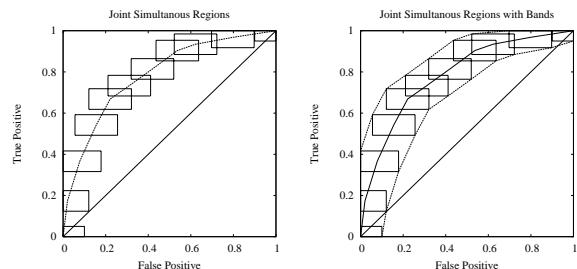 Joint Simultanous Regions
1
0.8
0.6
0.4
0.2
0
0 0.2 0.4 0.6 0.8 1
True Positive
False Positive
Joint Simultanous Regions with Bands
1
0.8
0.6
0.4
0.2
0
0 0.2 0.4 0.6 0.8 1
True Positive
False Positive